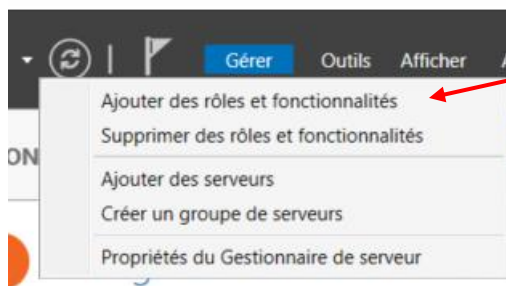 Gérer Outils Afficher
Ajouter des rôles et fonctionnalités
Supprimer des rôles et fonctionnalités
ON
Ajouter des serveurs
Créer un groupe de serveurs
Propriétés du Gestionnaire de serveur